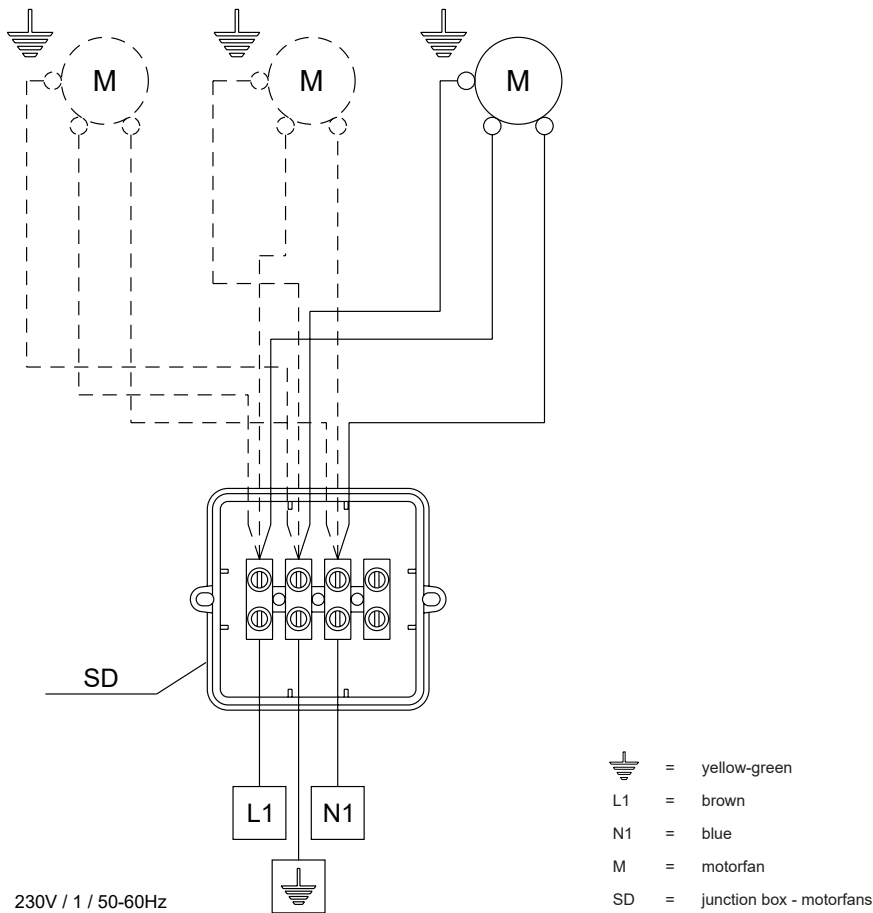 M M M
SD
L1 N1
= yellow-green
L1 = brown
N1 = blue
M = motorfan
SD = junction box - motorfans
230V / 1 / 50-60Hz